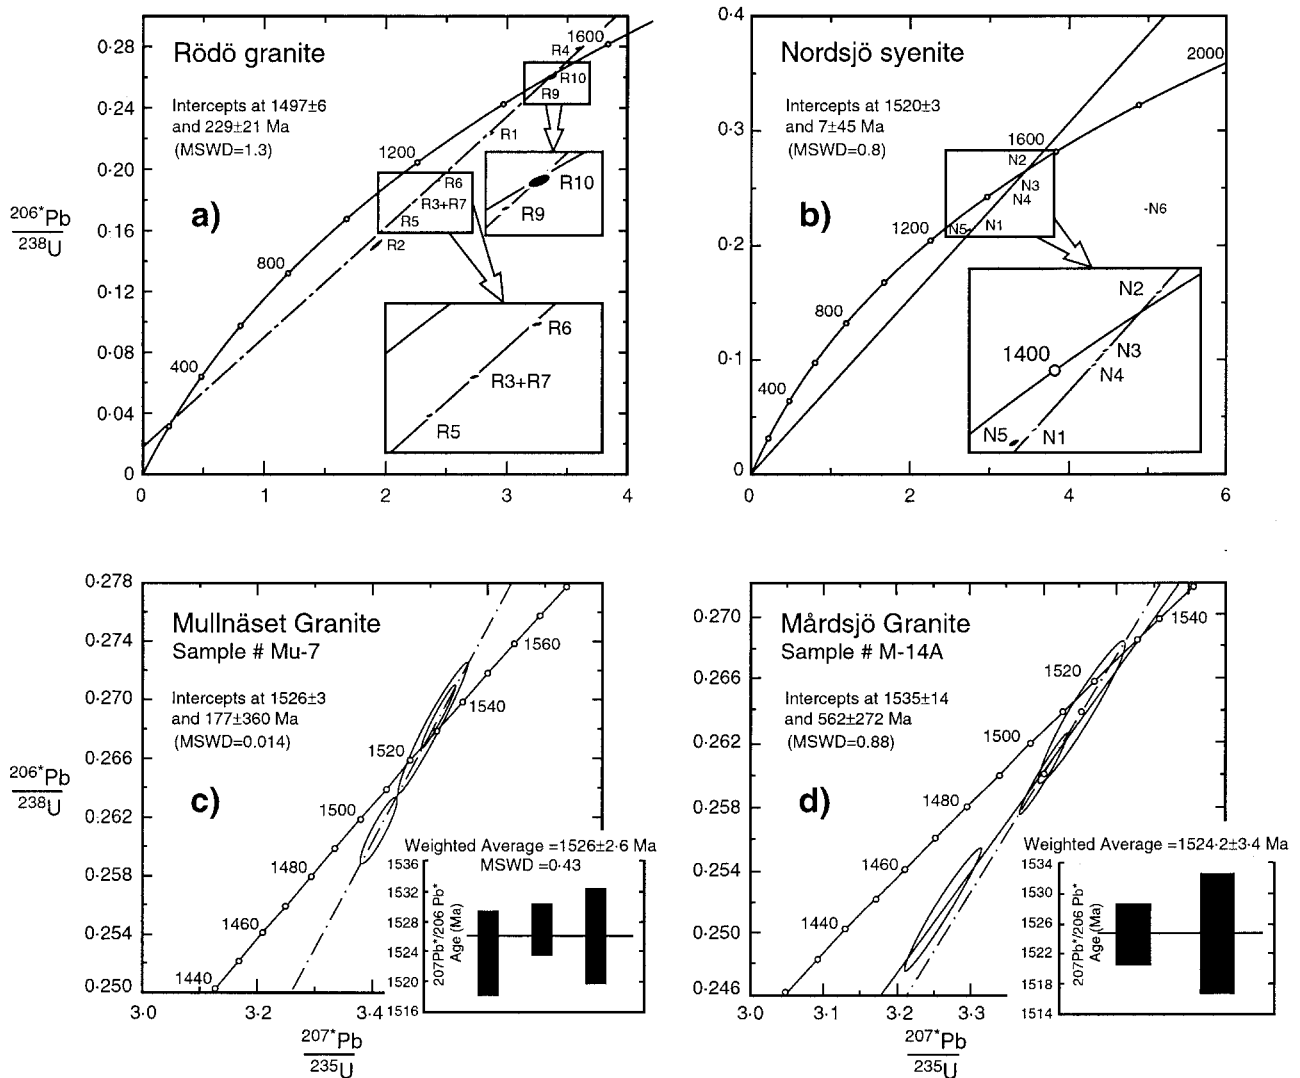 Rödö granite
Intercepts at 1497±6
and 229±21 Ma
(MSWD=1.3)
a)
206*Pb
238U
0·28
0·24
0·20
0·16
0·12
0·08
0·04
0
0
1
2
3
4
400
800
1200
1600
R4
R10
R9
R1
R6
R3+R7
R5
R2
R10
R9
R6
R3+R7
R5
Nordsjö syenite
Intercepts at 1520±3
and 7±45 Ma
(MSWD=0.8)
b)
0·4
0·3
0·2
0·1
0
0
2
4
6
400
800
1200
1600
2000
N2
N3
N4
N5
N1
N6
N2
1400
N3
N4
N5
N1
Mullnäset Granite
Sample # Mu-7
Intercepts at 1526±3
and 177±360 Ma
(MSWD=0.014)
c)
206*Pb
238U
0·278
0·274
0·270
0·266
0·262
0·258
0·254
0·250
3·0
3·2
3·4
1440
1460
1480
1500
1520
1540
1560
207*Pb
235U
Weighted Average =1526±2·6 Ma
MSWD =0·43
207Pb*/206 Pb*
Age (Ma)
1536
1532
1528
1524
1520
1516
Mårdsjö Granite
Sample # M-14A
Intercepts at 1535±14
and 562±272 Ma
(MSWD=0.88)
d)
0·270
0·266
0·262
0·258
0·254
0·250
0·246
3·0
3·1
3·2
3·3
1440
1460
1480
1500
1520
1540
207*Pb
235U
Weighted Average =1524·2±3·4 Ma
207Pb*/206 Pb*
Age (Ma)
1534
1530
1526
1522
1518
1514